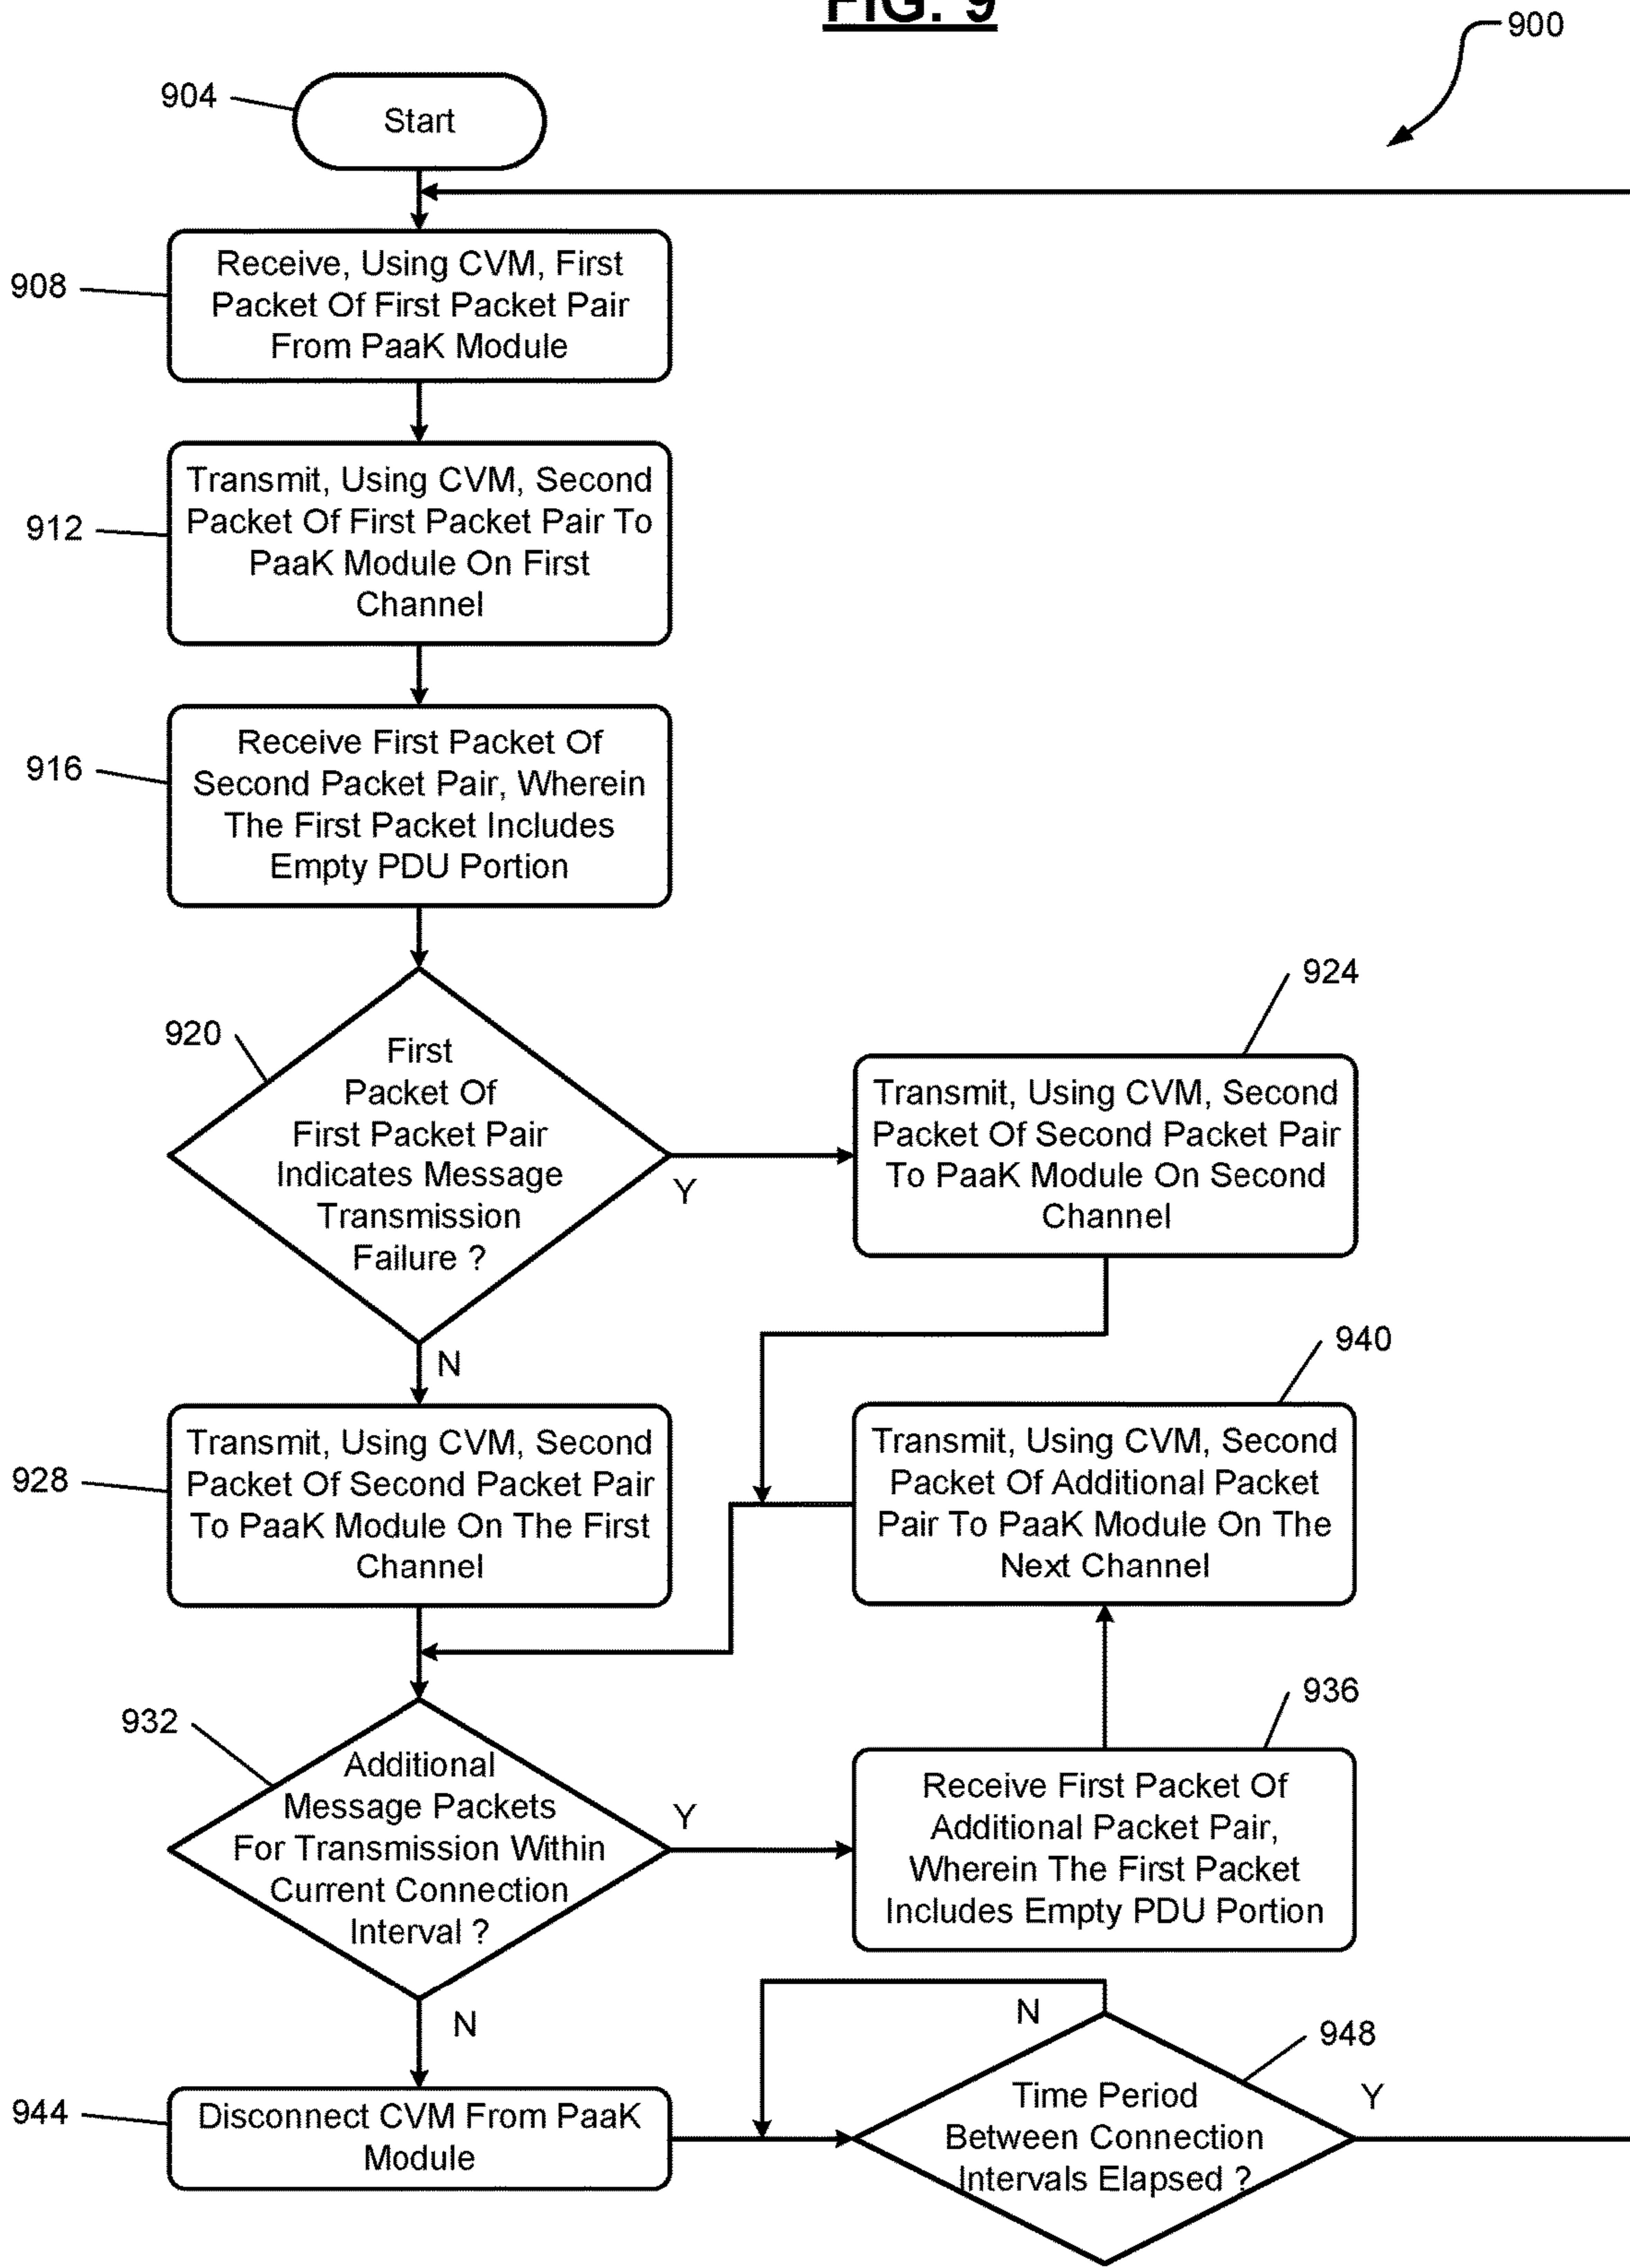 FIG. 9
900
904
Start
908
Receive, Using CVM, First
Packet Of First Packet Pair
From PaaK Module
912
Transmit, Using CVM, Second
Packet Of First Packet Pair To
PaaK Module On First
Channel
916
Receive First Packet Of
Second Packet Pair, Wherein
The First Packet Includes
Empty PDU Portion
920
First
Packet Of
First Packet Pair
Indicates Message
Transmission
Failure ?
Y
N
924
Transmit, Using CVM, Second
Packet Of Second Packet Pair
To PaaK Module On Second
Channel
928
Transmit, Using CVM, Second
Packet Of Second Packet Pair
To PaaK Module On The First
Channel
940
Transmit, Using CVM, Second
Packet Of Additional Packet
Pair To PaaK Module On The
Next Channel
932
Additional
Message Packets
For Transmission Within
Current Connection
Interval ?
Y
N
936
Receive First Packet Of
Additional Packet Pair,
Wherein The First Packet
Includes Empty PDU Portion
944
Disconnect CVM From PaaK
Module
948
Time Period
Between Connection
Intervals Elapsed ?
N
Y